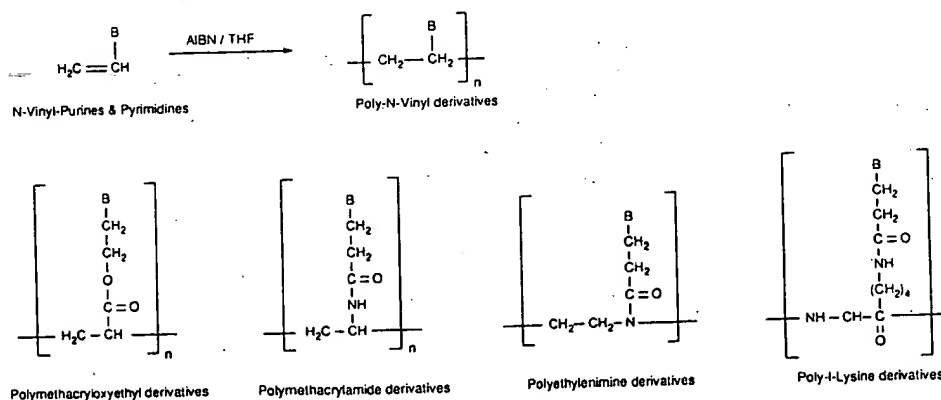 B
H₂C=CH
AIBN / THF
B
CH₂—CH₂
n
N-Vinyl-Purines & Pyrimidines
Poly-N-Vinyl derivatives
B
CH₂
CH₂
O
C=O
H₂C—CH
n
Polymethacryloxyethyl derivatives
B
CH₂
CH₂
C=O
NH
H₂C—CH
n
Polymethacrylamide derivatives
B
CH₂
CH₂
C=O
CH₂—CH₂—N
Polyethylenimine derivatives
B
CH₂
CH₂
C=O
NH
(CH₂)₄
NH—CH—C
O
Poly-l-Lysine derivatives